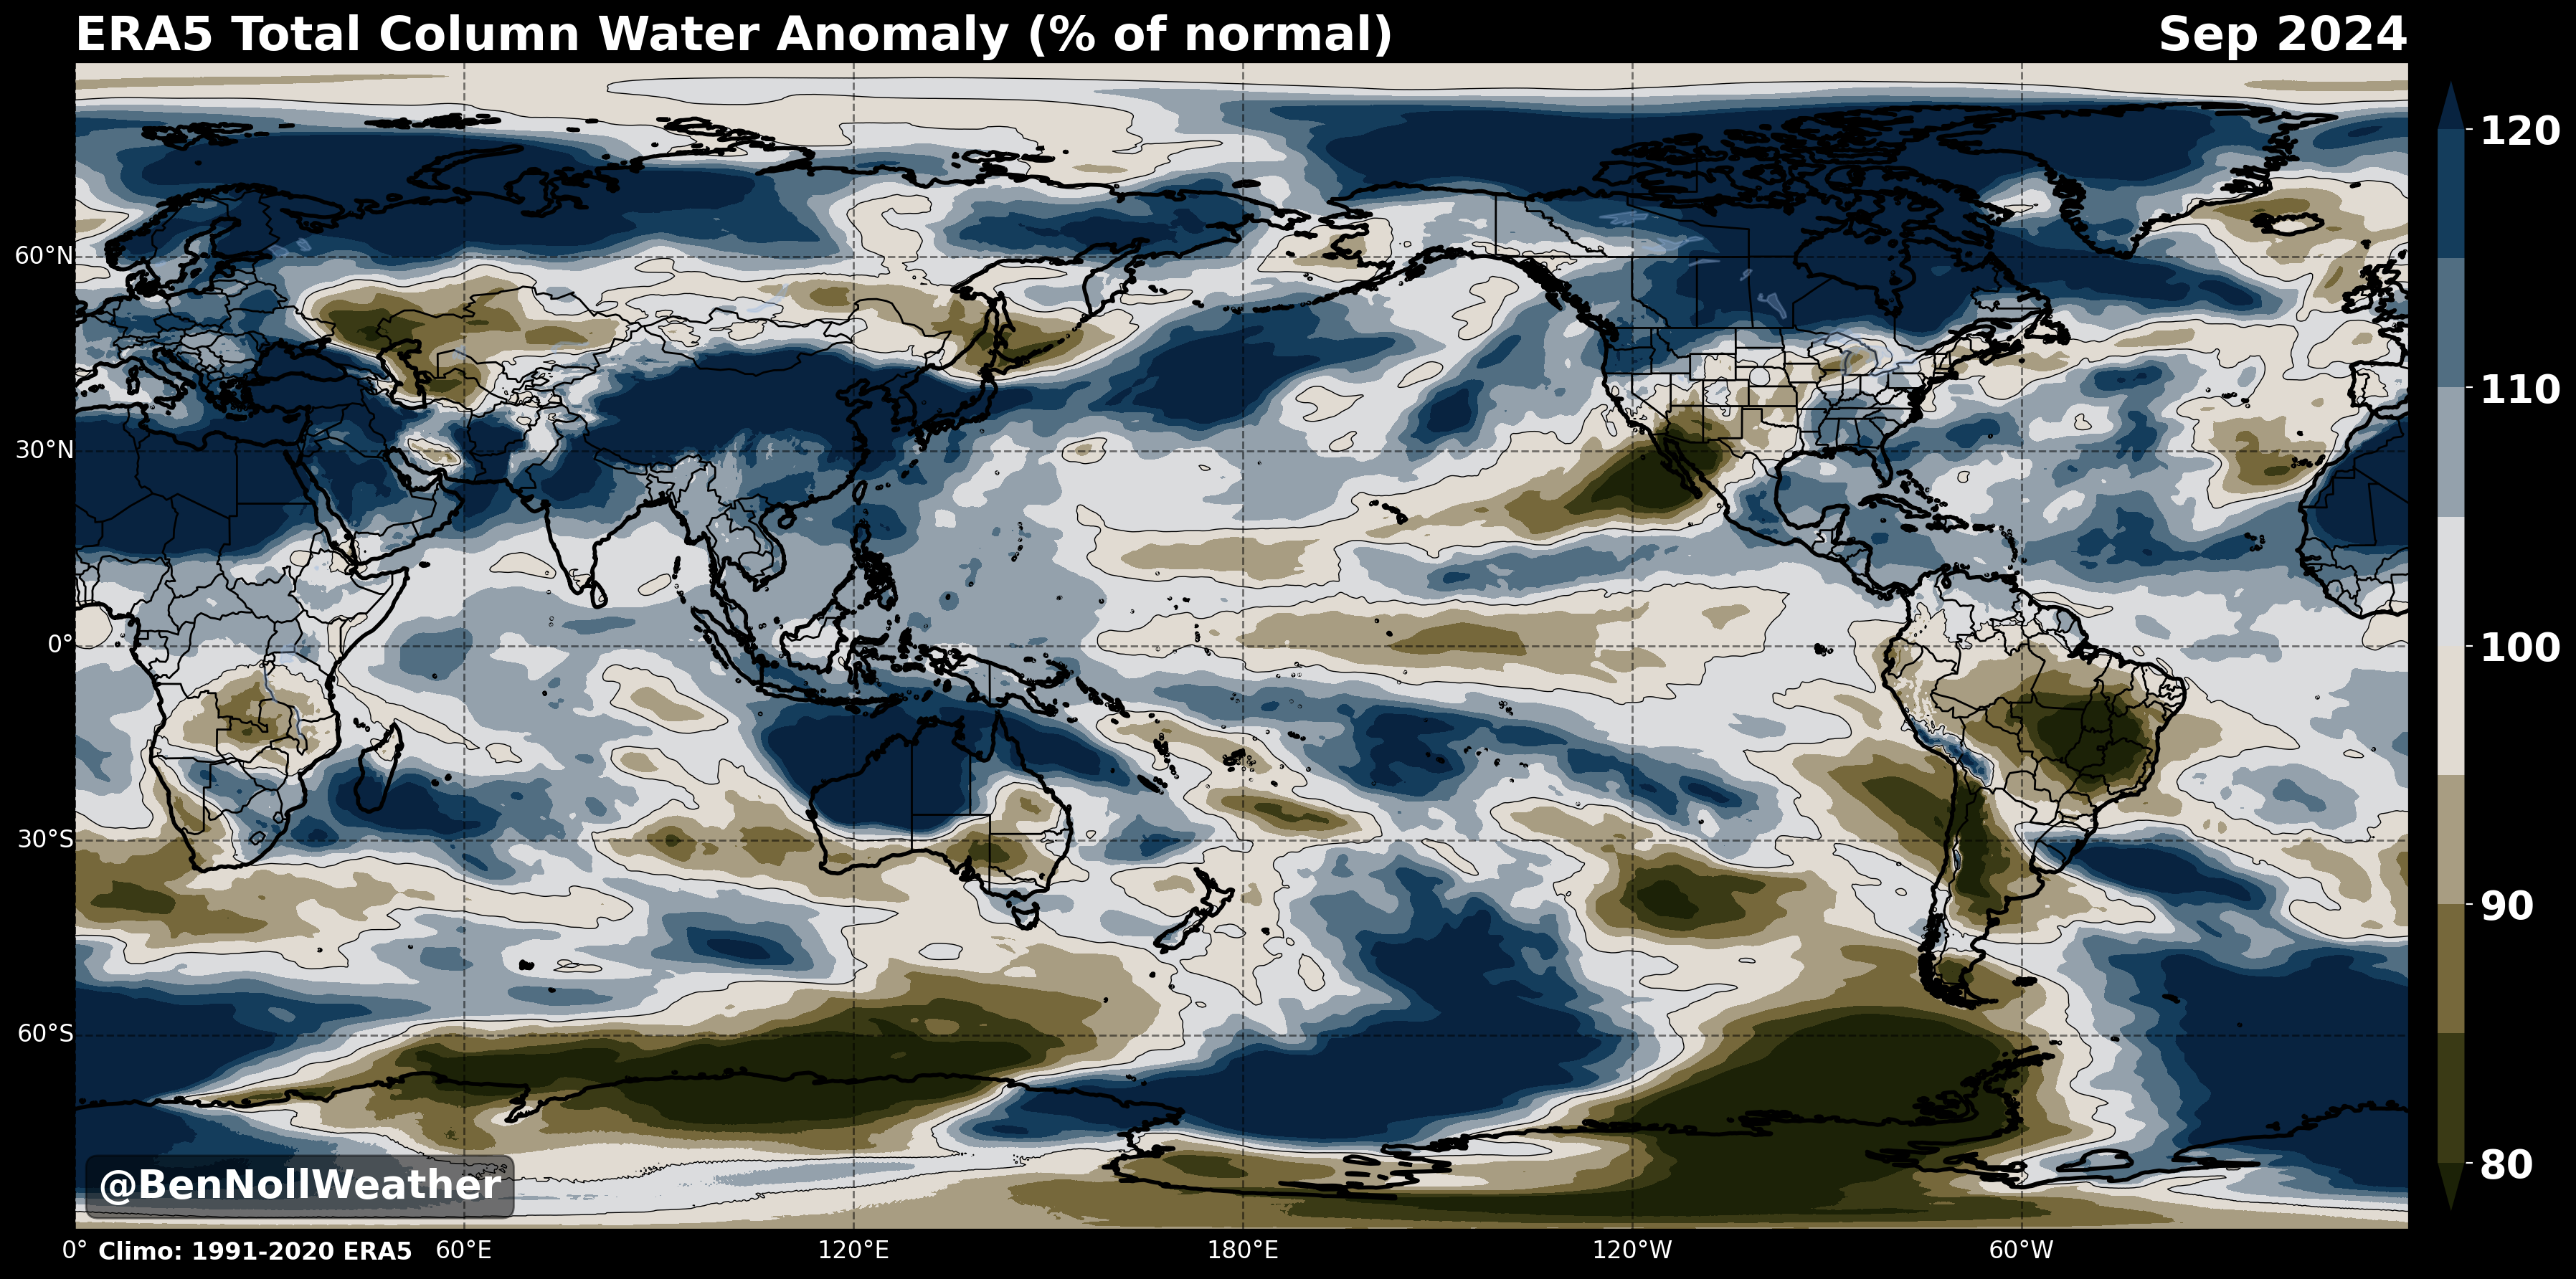 ERA5 Total Column Water Anomaly (% of normal) Sep 2024
120
60°N
110
30°N
0°
100
30°S
90
60°S
80
@BenNollWeather
0° Climo: 1991-2020 ERA5 60°E 120°E 180°E 120°W 60°W